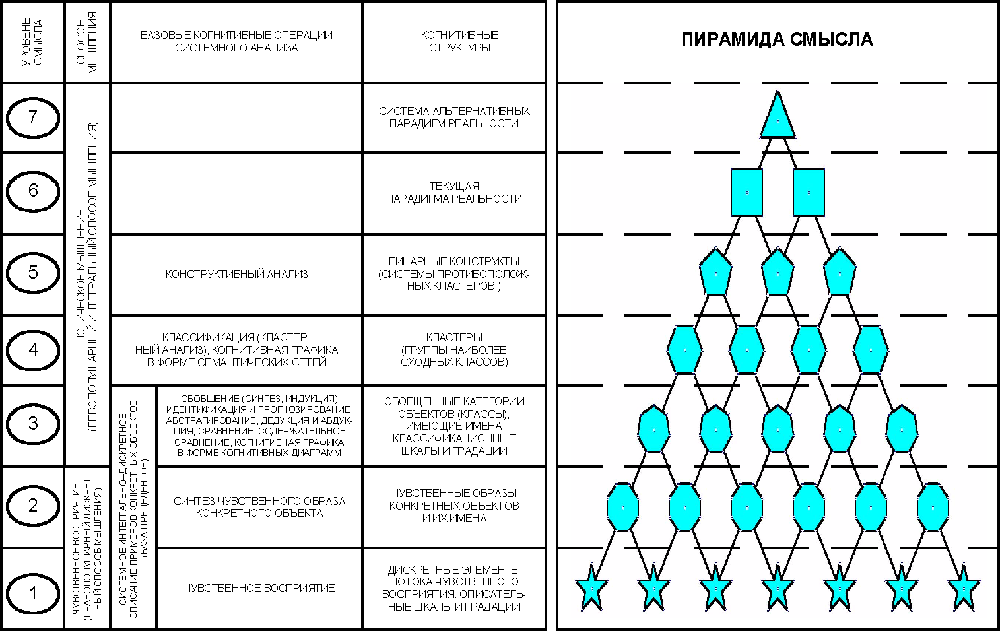 УРОВЕНЬ
СМЫСЛА
СПОСОБ
МЫШЛЕНИЯ
БАЗОВЫЕ КОГНИТИВНЫЕ ОПЕРАЦИИ
СИСТЕМНОГО АНАЛИЗА
КОГНИТИВНЫЕ
СТРУКТУРЫ
ПИРАМИДА СМЫСЛА
7
СИСТЕМА АЛЬТЕРНАТИВНЫХ
ПАРАДИГМ РЕАЛЬНОСТИ
6
ТЕКУЩАЯ
ПАРАДИГМА РЕАЛЬНОСТИ
ЛОГИЧЕСКОЕ МЫШЛЕНИЕ
(ЛЕВОПОЛУШАРНЫЙ ИНТЕГРАЛЬНЫЙ СПОСОБ МЫШЛЕНИЯ)
5
КОНСТРУКТИВНЫЙ АНАЛИЗ
БИНАРНЫЕ КОНСТРУКТЫ
(СИСТЕМЫ ПРОТИВОПОЛОЖ-
НЫХ КЛАСТЕРОВ )
4
КЛАССИФИКАЦИЯ (КЛАСТЕР-
НЫЙ АНАЛИЗ), КОГНИТИВНАЯ ГРАФИКА
В ФОРМЕ СЕМАНТИЧЕСКИХ СЕТЕЙ
КЛАСТЕРЫ
(ГРУППЫ НАИБОЛЕЕ
СХОДНЫХ КЛАССОВ)
3
ОБОБЩЕНИЕ (СИНТЕЗ, ИНДУКЦИЯ)
ИДЕНТИФИКАЦИЯ И ПРОГНОЗИРОВАНИЕ,
АБСТРАГИРОВАНИЕ, ДЕДУКЦИЯ И АБДУК-
ЦИЯ, СРАВНЕНИЕ, СОДЕРЖАТЕЛЬНОЕ
СРАВНЕНИЕ, КОГНИТИВНАЯ ГРАФИКА
В ФОРМЕ КОГНИТИВНЫХ ДИАГРАММ
ОБОБЩЕННЫЕ КАТЕГОРИИ
ОБЪЕКТОВ (КЛАССЫ),
ИМЕЮЩИЕ ИМЕНА
КЛАССИФИКАЦИОННЫЕ
ШКАЛЫ И ГРАДАЦИИ
СИСТЕМНОЕ ИНТЕГРАЛЬНО-ДИСКРЕТНОЕ
ОПИСАНИЕ ПРИМЕРОВ КОНКРЕТНЫХ ОБЪЕКТОВ
(БАЗА ПРЕЦЕДЕНТОВ)
2
СИНТЕЗ ЧУВСТВЕННОГО ОБРАЗА
КОНКРЕТНОГО ОБЪЕКТА
ЧУВСТВЕННЫЕ ОБРАЗЫ
КОНКРЕТНЫХ ОБЪЕКТОВ
И ИХ ИМЕНА
ЧУВСТВЕННОЕ ВОСПРИЯТИЕ
(ПРАВОПОЛУШАРНЫЙ ДИСКРЕТ
НЫЙ СПОСОБ МЫШЛЕНИЯ)
1
ЧУВСТВЕННОЕ ВОСПРИЯТИЕ
ДИСКРЕТНЫЕ ЭЛЕМЕНТЫ
ПОТОКА ЧУВСТВЕННОГО
ВОСПРИЯТИЯ. ОПИСАТЕЛЬ-
НЫЕ ШКАЛЫ И ГРАДАЦИИ